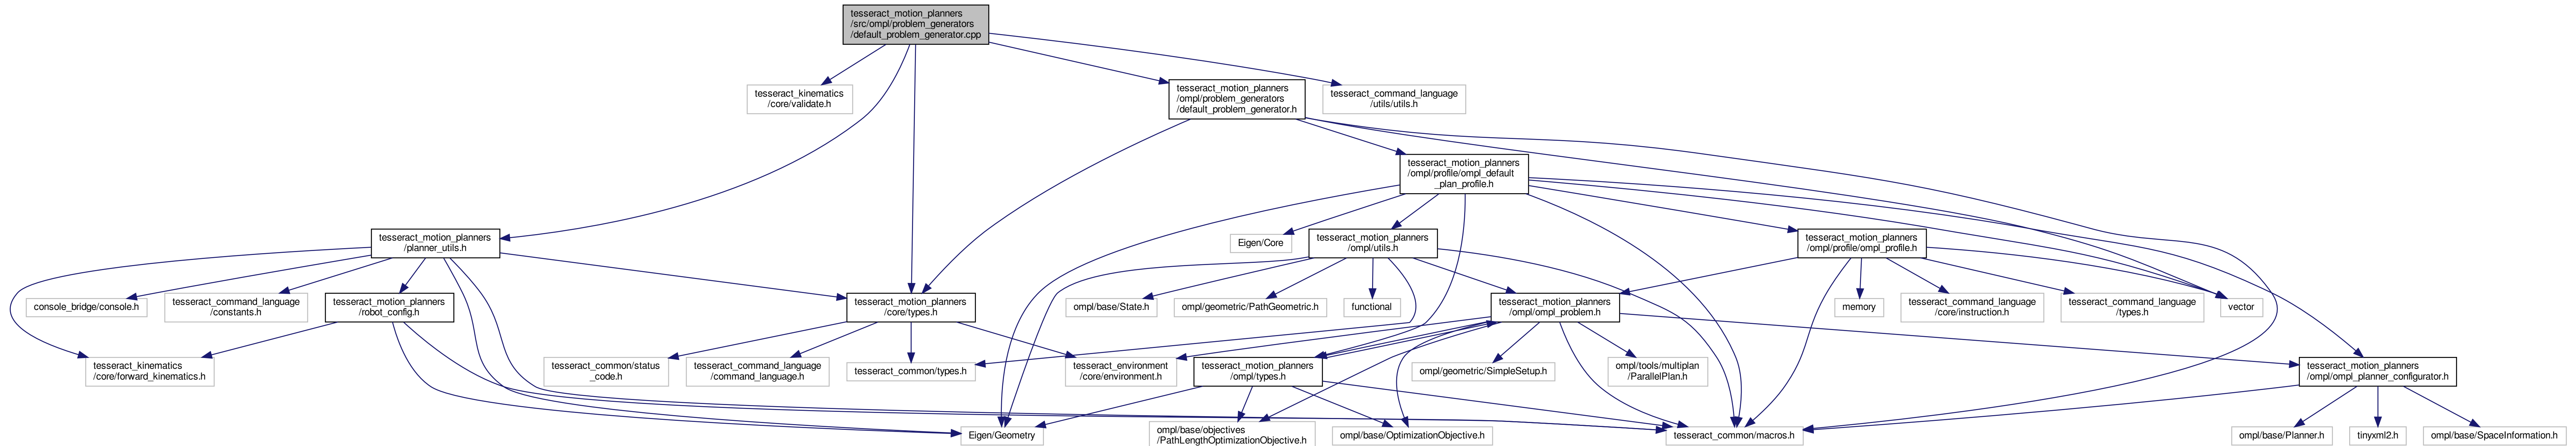 tesseract_motion_planners
/src/ompl/problem_generators
/default_problem_generator.cpp
tesseract_kinematics
/core/validate.h
tesseract_motion_planners
/ompl/problem_generators
/default_problem_generator.h
tesseract_command_language
/utils/utils.h
tesseract_motion_planners
/ompl/profile/ompl_default
_plan_profile.h
tesseract_motion_planners
/planner_utils.h
Eigen/Core
tesseract_motion_planners
/ompl/utils.h
tesseract_motion_planners
/ompl/profile/ompl_profile.h
console_bridge/console.h
tesseract_command_language
/constants.h
tesseract_motion_planners
/robot_config.h
tesseract_motion_planners
/core/types.h
ompl/base/State.h
ompl/geometric/PathGeometric.h
functional
tesseract_motion_planners
/ompl/ompl_problem.h
memory
tesseract_command_language
/core/instruction.h
tesseract_command_language
/types.h
vector
tesseract_kinematics
/core/forward_kinematics.h
tesseract_common/status
_code.h
tesseract_command_language
/command_language.h
tesseract_common/types.h
tesseract_environment
/core/environment.h
tesseract_motion_planners
/ompl/types.h
ompl/geometric/SimpleSetup.h
ompl/tools/multiplan
/ParallelPlan.h
tesseract_motion_planners
/ompl/ompl_planner_configurator.h
Eigen/Geometry
ompl/base/objectives
/PathLengthOptimizationObjective.h
ompl/base/OptimizationObjective.h
tesseract_common/macros.h
ompl/base/Planner.h
tinyxml2.h
ompl/base/SpaceInformation.h